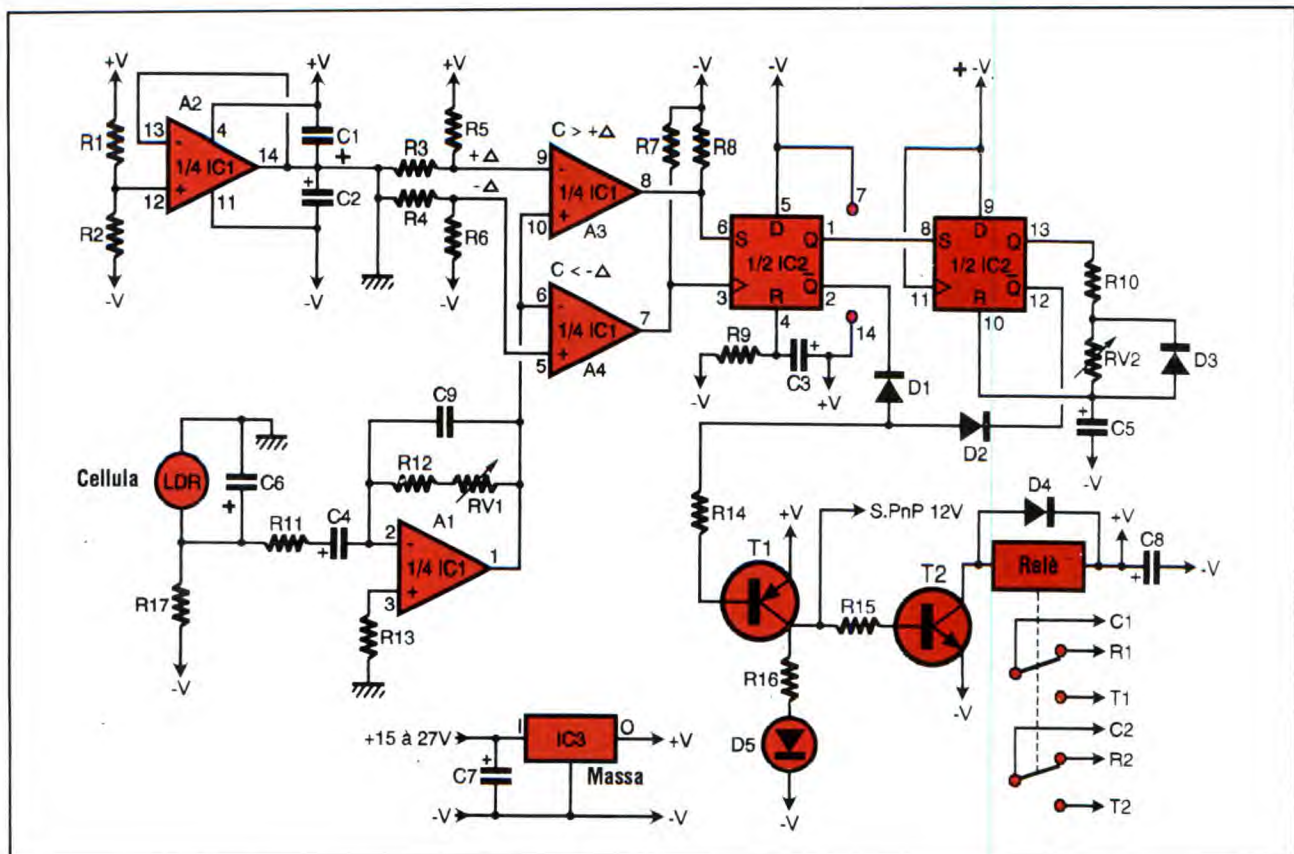 +V
+V
-V
-V
+ -V
A2
R1
13
-
4
C1
R5
C > +Δ
R7
R8
1/4 IC1
14
+
R3
+Δ
9
-
7
+
12
11
+
C2
R4
-Δ
1/4 IC1
8
5
9
R2
R6
10
+
A3
6
S
D
Q
1
8
S
D
Q
13
-V
-V
-V
C < -Δ
1/2 IC2
1/2 IC2
R10
6
-
3
R
Q
2
11
R
Q
12
1/4 IC1
7
4
14
10
RV2
D3
5
+
A4
R9
C3
+
D1
-V
+V
+
C5
C9
D2
-V
Cellula
LDR
C6
+
R12
RV1
R14
+V
S.PnP 12V
D4
+V
C8
R11
C4
+
A1
T1
T2
Relè
+
-V
2
-
1/4 IC1
1
R15
R17
3
+
C1
R13
R16
R1
-V
-V
T1
+15 à 27V
I
IC3
O
+V
D5
C2
+
C7
Massa
R2
-V
-V
-V
T2